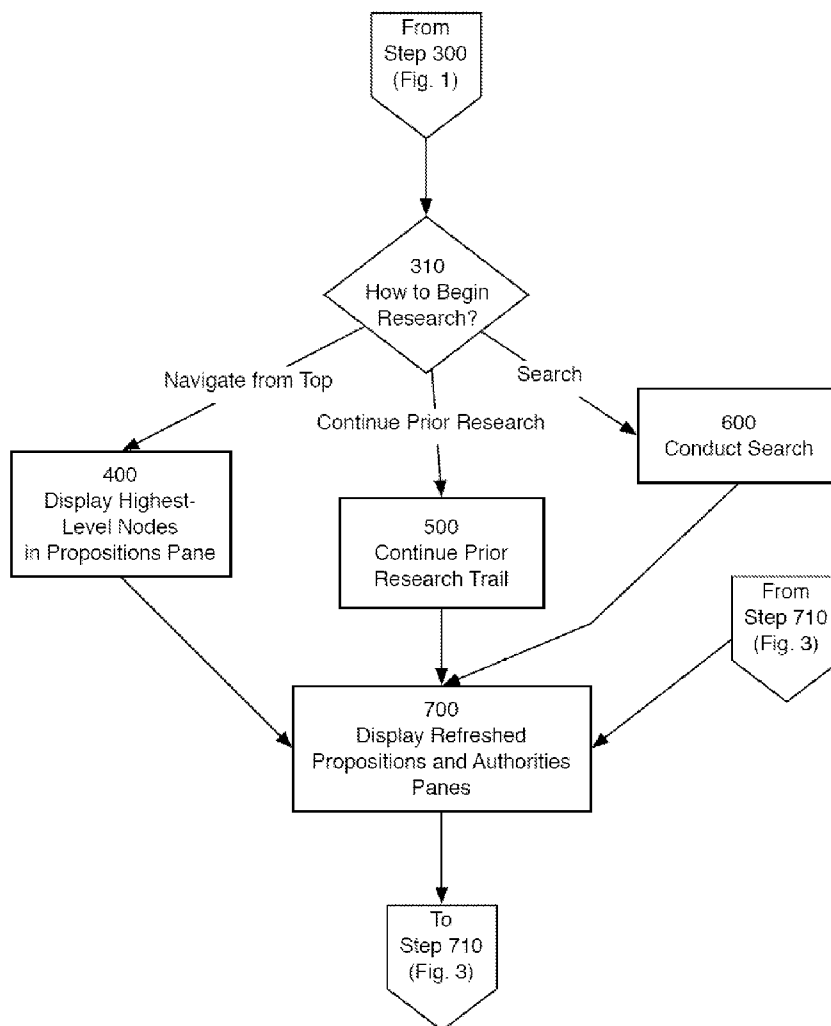 From
Step 300
(Fig. 1)
310
How to Begin
Research?
Navigate from Top
Continue Prior Research
Search
600
Conduct Search
400
Display Highest-
Level Nodes
in Propositions Pane
500
Continue Prior
Research Trail
From
Step 710
(Fig. 3)
700
Display Refreshed
Propositions and Authorities
Panes
To
Step 710
(Fig. 3)